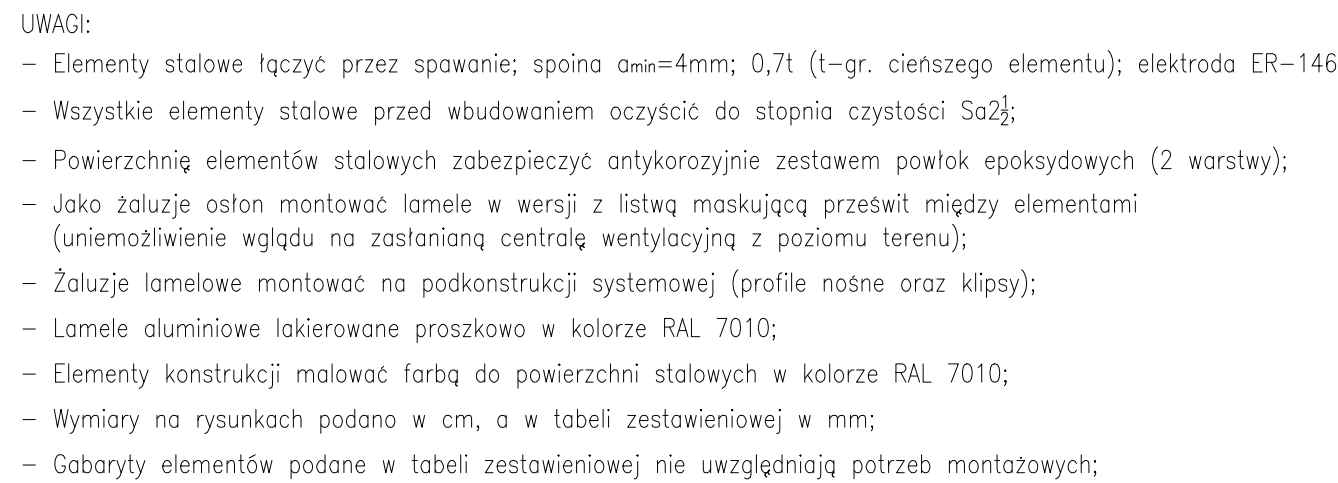 UWAGI:
– Elementy stalowe łączyć przez spawanie; spoina amin=4mm; 0,7t (t–gr. cieńszego elementu); elektroda ER–146
– Wszystkie elementy stalowe przed wbudowaniem oczyścić do stopnia czystości Sa2½;
– Powierzchnię elementów stalowych zabezpieczyć antykorozyjnie zestawem powłok epoksydowych (2 warstwy);
– Jako żaluzje osłon montować lamele w wersji z listwą maskującą prześwit między elementami
(uniemożliwienie wglądu na zasłanianą centralę wentylacyjną z poziomu terenu);
– Żaluzje lamelowe montować na podkonstrukcji systemowej (profile nośne oraz klipsy);
– Lamele aluminiowe lakierowane proszkowo w kolorze RAL 7010;
– Elementy konstrukcji malować farbą do powierzchni stalowych w kolorze RAL 7010;
– Wymiary na rysunkach podano w cm, a w tabeli zestawieniowej w mm;
– Gabaryty elementów podane w tabeli zestawieniowej nie uwzględniają potrzeb montażowych;